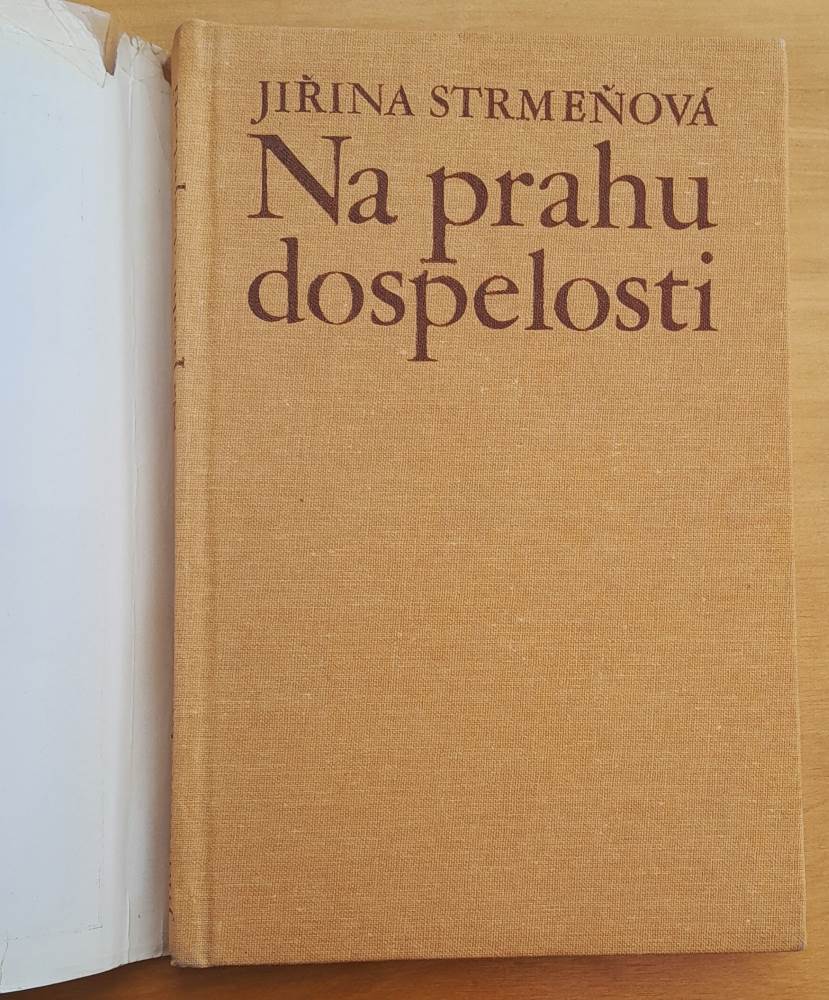 JIŘINA STRMEŇOVÁ
Na prahu
dospelosti